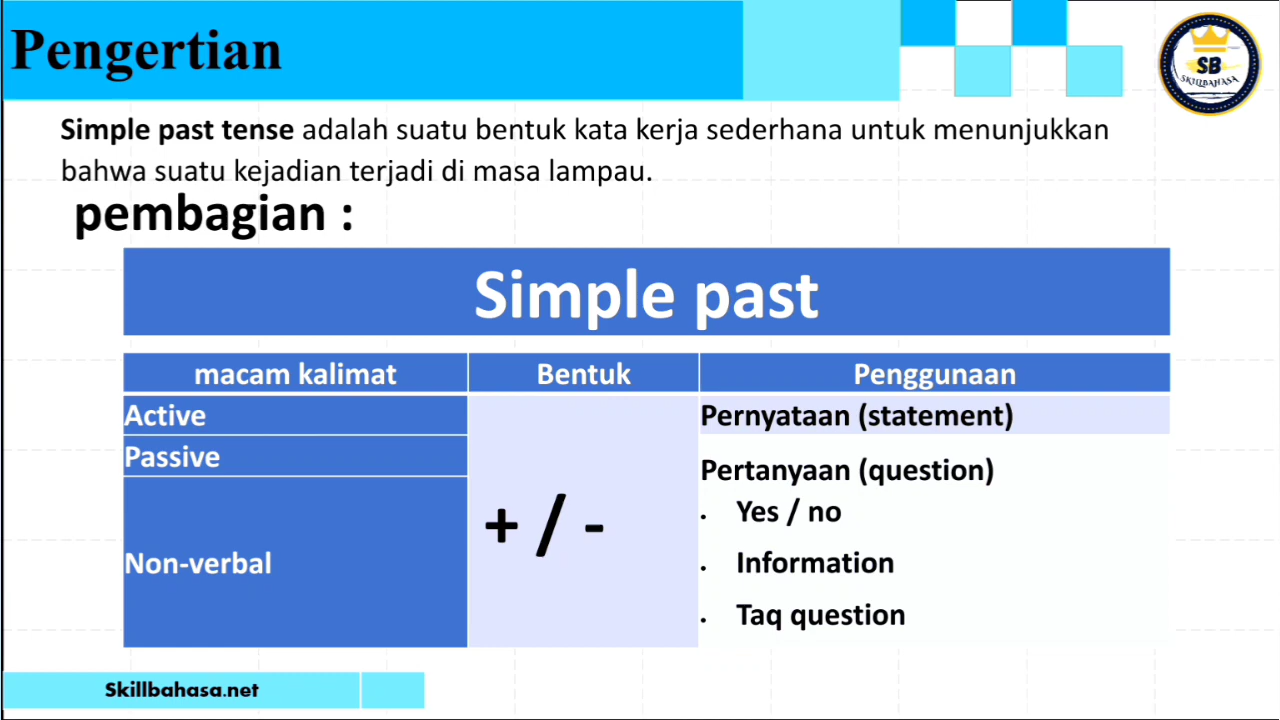 Pengertian
SB
SKILLBAHASA
Simple past tense adalah suatu bentuk kata kerja sederhana untuk menunjukkan
bahwa suatu kejadian terjadi di masa lampau.
pembagian :
Simple past
macam kalimat Bentuk Penggunaan
Active
Passive
Non-verbal
+ / -
Pernyataan (statement)
Pertanyaan (question)
• Yes / no
• Information
• Taq question
Skillbahasa.net